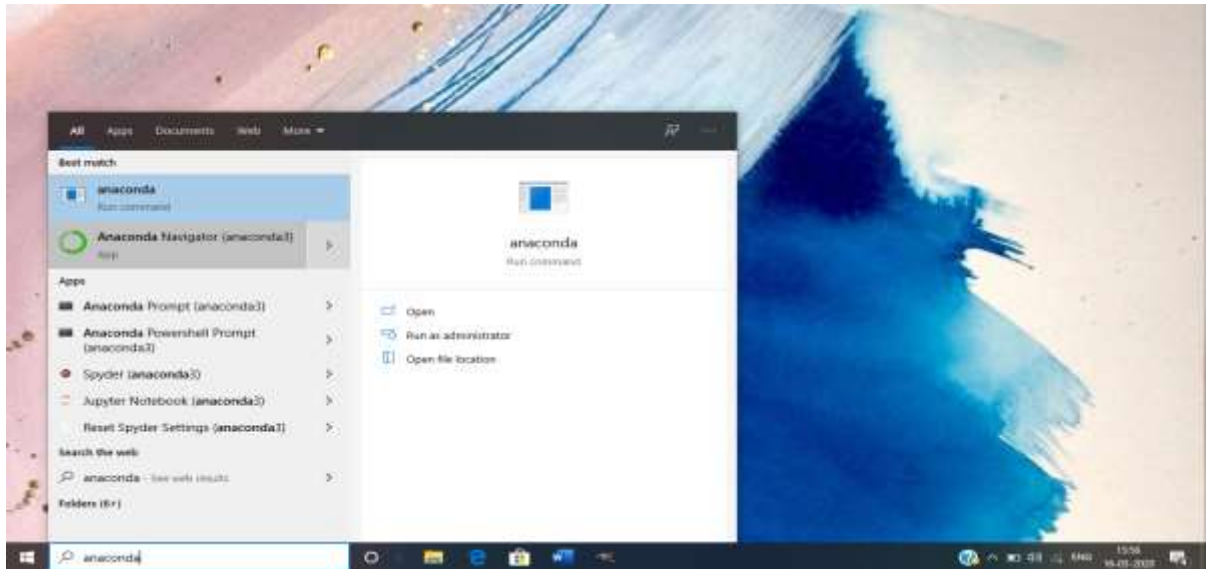 All Apps Documents Web More
Best match
anaconda
Run command
Anaconda Navigator (anaconda3)
App
Apps
Anaconda Prompt (anaconda3)
Anaconda Powershell Prompt
(anaconda3)
Spyder (anaconda3)
Jupyter Notebook (anaconda3)
Reset Spyder Settings (anaconda3)
Search the web
anaconda - See web results
Folders (6+)
anaconda
Run command
Open
Run as administrator
Open file location
anaconda
ENG
15:56